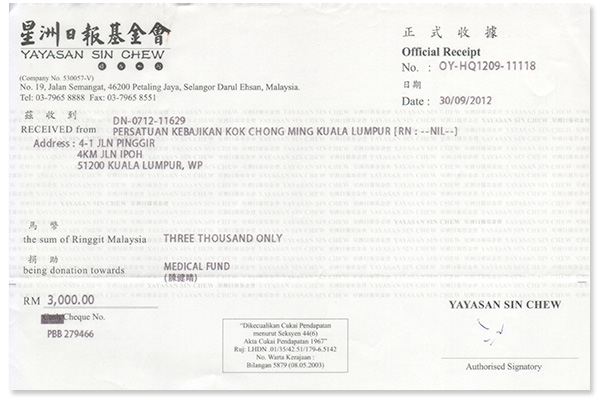 星洲日報基金會
YAYASAN SIN CHEW
(Company No. 530057-V)
No. 19, Jalan Semangat, 46200 Petaling Jaya, Selangor Darul Ehsan, Malaysia.
Tel: 03-7965 8888 Fax: 03-7965 8551
正式收據
Official Receipt
No. : OY-HQ1209-11118
日期
Date : 30/09/2012
茲收到
DN-0712-11629
RECEIVED from PERSATUAN KEBAJIKAN KOK CHONG MING KUALA LUMPUR [RN : --NIL--]
Address : 4-1 JLN PINGGIR
4KM JLN IPOH
51200 KUALA LUMPUR, WP
馬幣
the sum of Ringgit Malaysia THREE THOUSAND ONLY
捐助
being donation towards MEDICAL FUND
(陳健晴)
RM 3,000.00
Cheque No.
PBB 279466
"Dikecualikan Cukai Pendapatan
menurut Seksyen 44(6)
Akta Cukai Pendapatan 1967"
Ruj: LHDN .01/35/42.51/179-6.5142
No. Warta Kerajaan :
Bilangan 5879 (08.05.2003)
YAYASAN SIN CHEW
Authorised Signatory